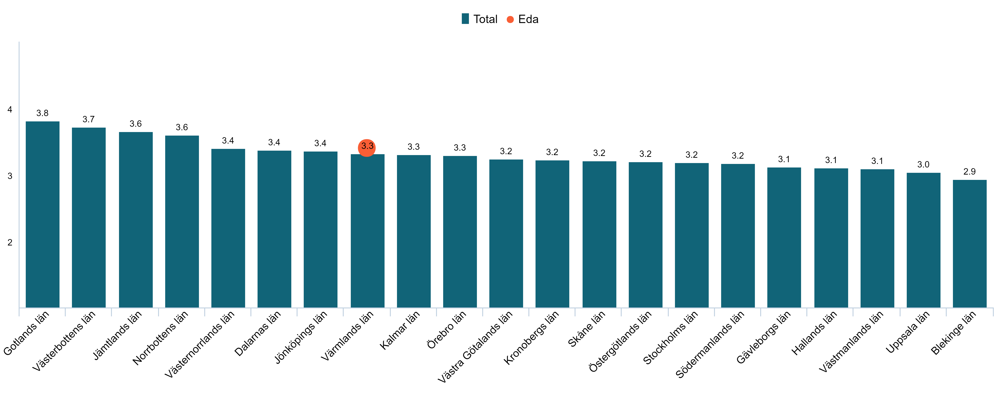 Total Eda
4
3
2
3.8 3.7 3.6 3.6 3.4 3.4 3.4 3.3 3.3 3.3 3.2 3.2 3.2 3.2 3.2 3.2 3.1 3.1 3.1 3.0 2.9
Gotlands län
Västerbottens län
Jämtlands län
Norrbottens län
Västernorrlands län
Dalarnas län
Jönköpings län
Värmlands län
Kalmar län
Örebro län
Västra Götalands län
Kronobergs län
Skåne län
Östergötlands län
Stockholms län
Södermanlands län
Gävleborgs län
Hallands län
Västmanlands län
Uppsala län
Blekinge län